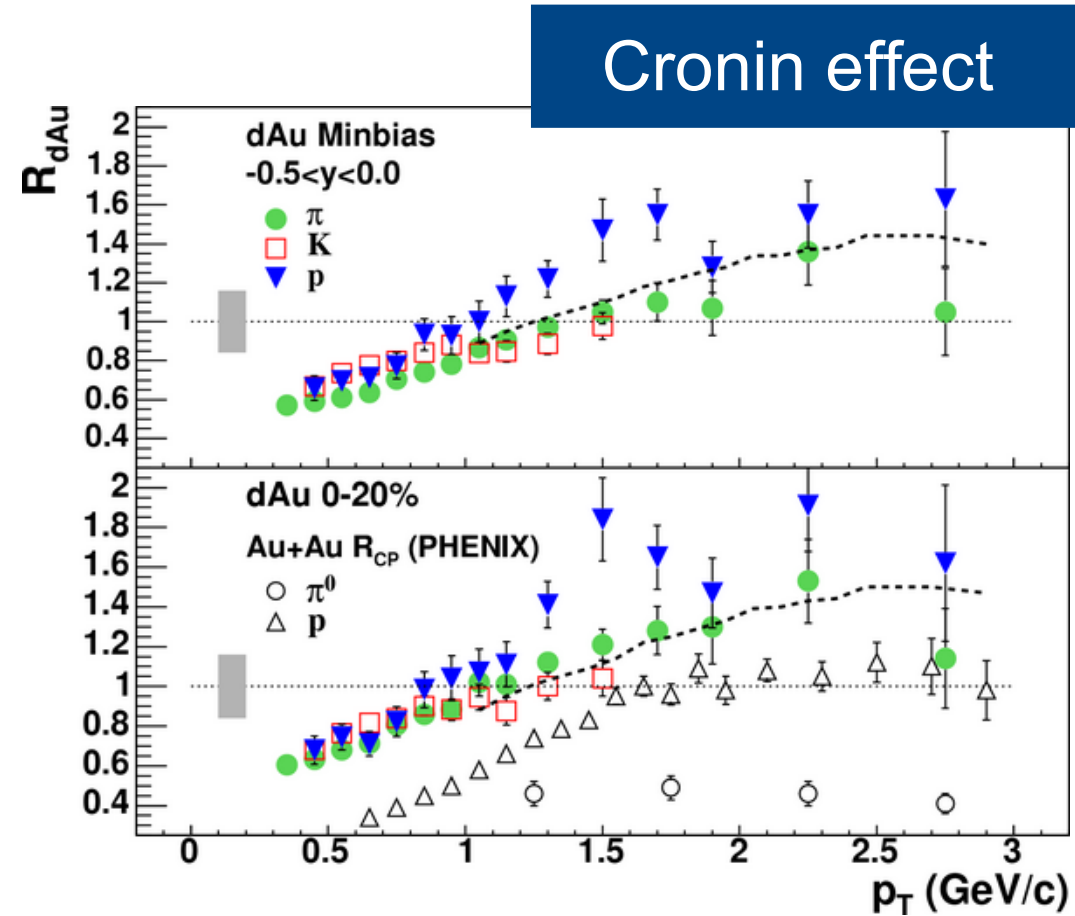 Cronin effect
R_dAu
dAu Minbias
-0.5<y<0.0
π
K
p
2
1.8
1.6
1.4
1.2
1
0.8
0.6
0.4
dAu 0-20%
Au+Au R_CP (PHENIX)
π⁰
p
2
1.8
1.6
1.4
1.2
1
0.8
0.6
0.4
0 0.5 1 1.5 2 2.5 3
p_T (GeV/c)